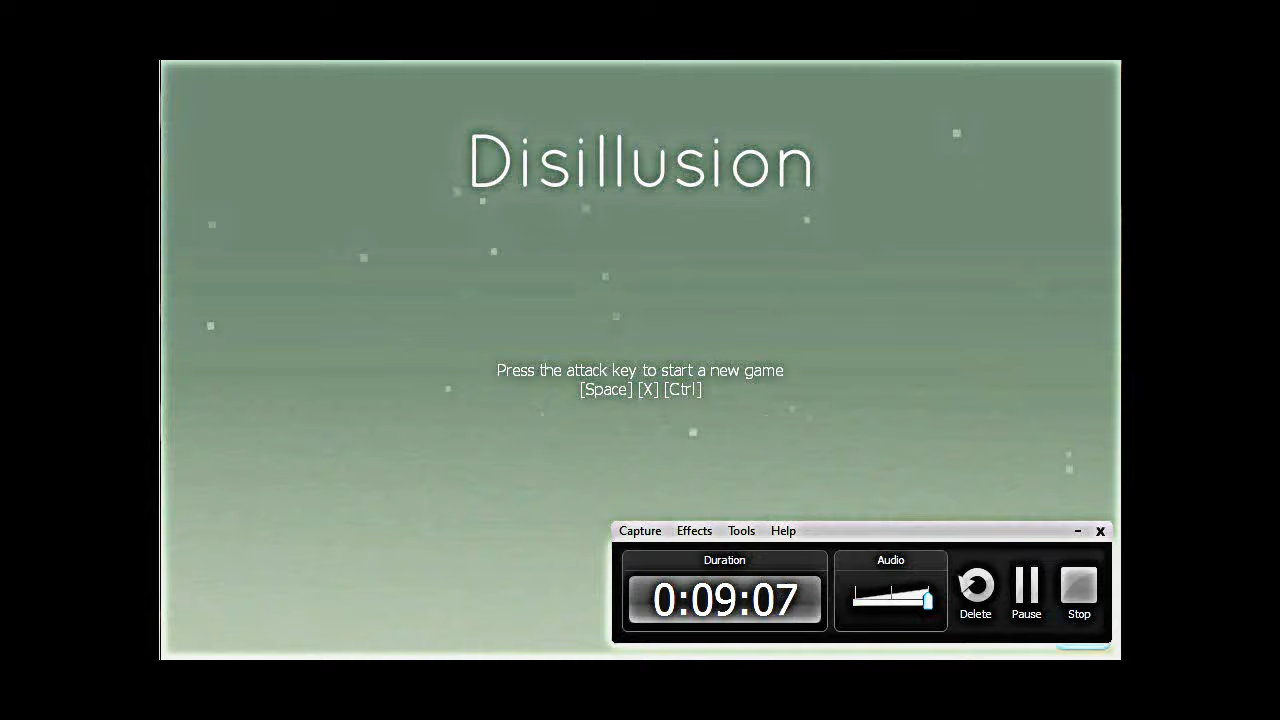 Disillusion
Press the attack key to start a new game
[Space] [X] [Ctrl]
Capture Effects Tools Help
Duration
Audio
0:09:07
Delete Pause Stop